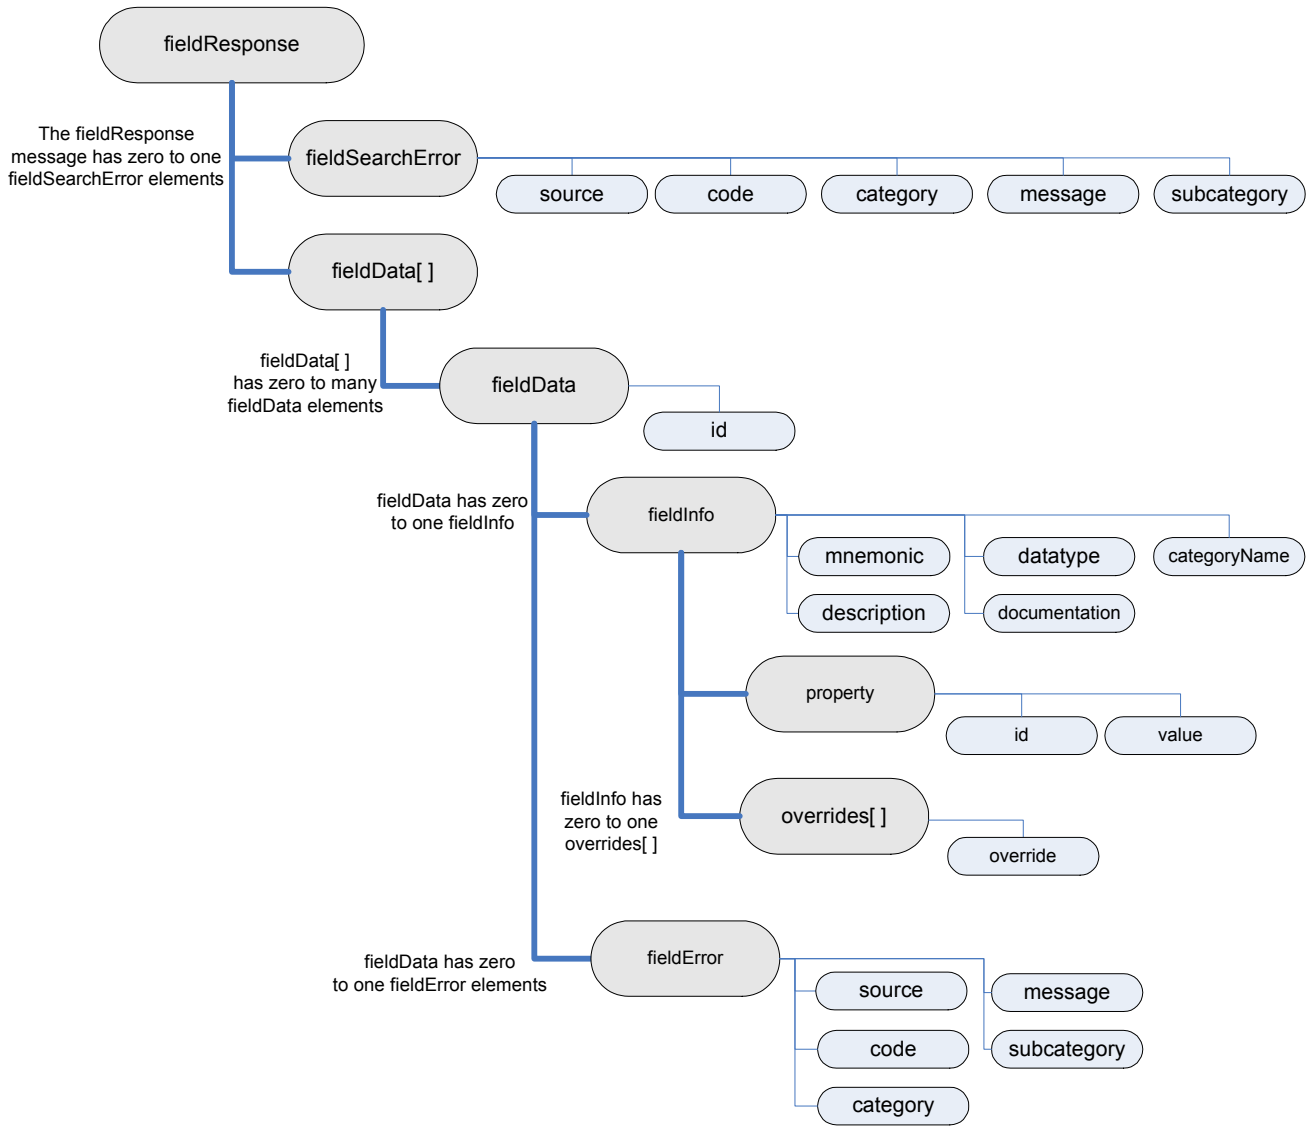 fieldResponse
The fieldResponse
message has zero to one
fieldSearchError elements
fieldSearchError
source
code
category
message
subcategory
fieldData[ ]
fieldData[ ]
has zero to many
fieldData elements
fieldData
id
fieldData has zero
to one fieldInfo
fieldInfo
mnemonic
datatype
categoryName
description
documentation
property
id
value
fieldInfo has
zero to one
overrides[ ]
overrides[ ]
override
fieldData has zero
to one fieldError elements
fieldError
source
message
code
subcategory
category